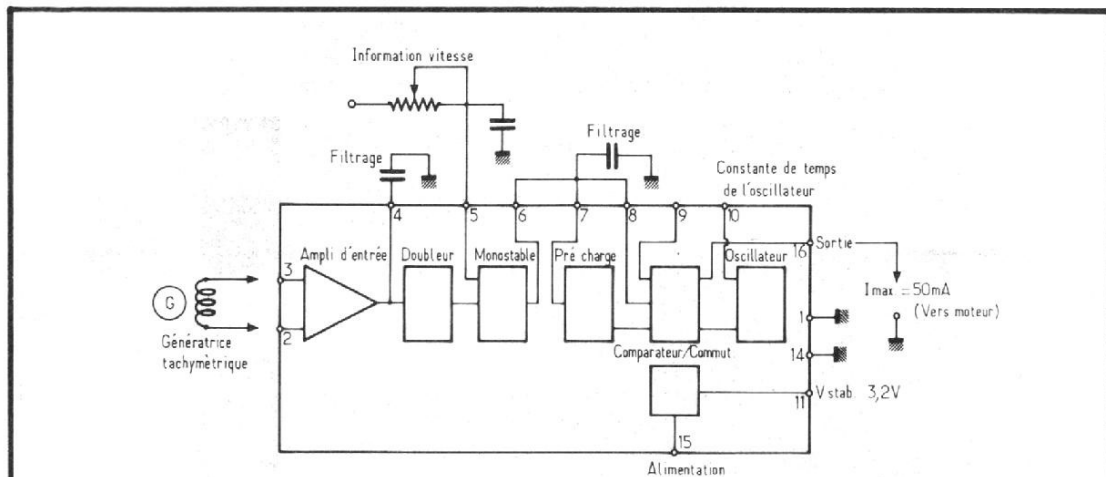 Information vitesse
Filtrage
Filtrage
Constante de temps
de l'oscillateur
4
5
6
7
8
9
10
Ampli d'entrée
Doubleur
Monostable
Pré charge
Oscillateur
16
Sortie
3
G
2
Génératrice
tachymètrique
I max = 50mA
(Vers moteur)
1
14
Comparateur/Commut.
11
V stab. 3,2V
15
Alimentation